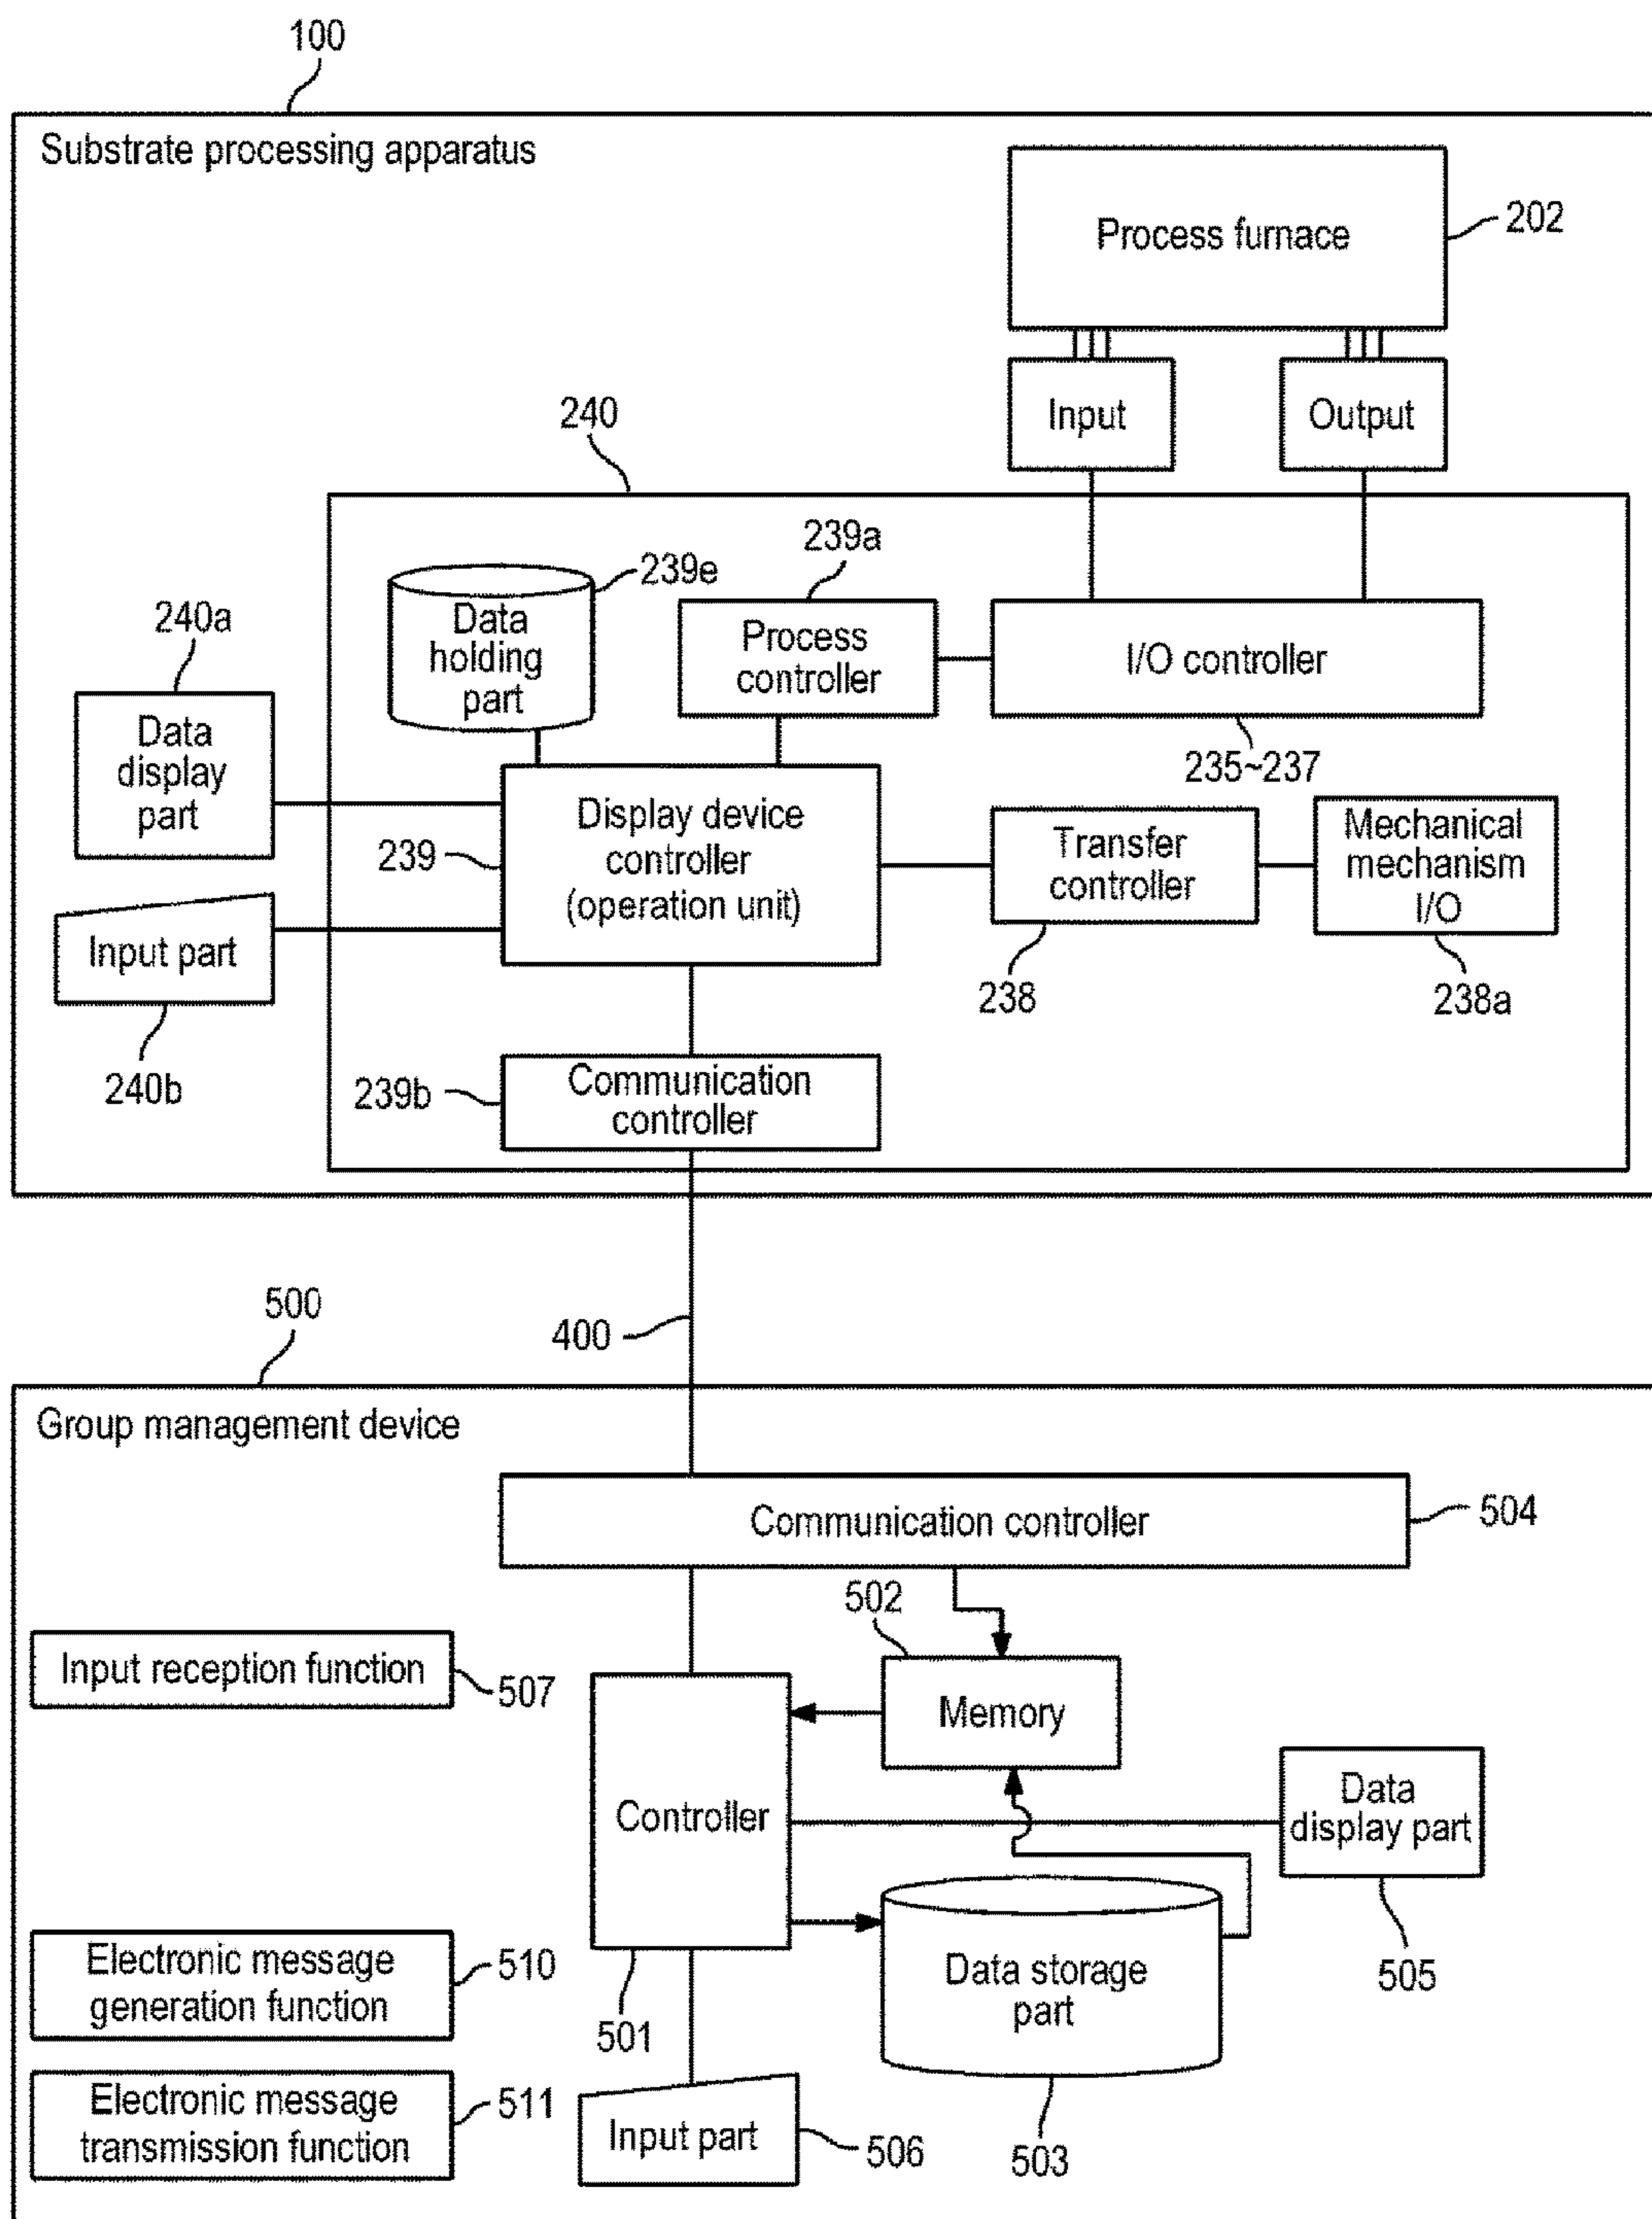 100
Substrate processing apparatus
Process furnace
202
Input
Output
240
239a
239e
Data
holding
part
Process
controller
I/O controller
235~237
240a
Data
display
part
239
Display device
controller
(operation unit)
Transfer
controller
238
Mechanical
mechanism
I/O
238a
Input part
240b
239b
Communication
controller
400
500
Group management device
Communication controller
504
502
Input reception function
507
Memory
Controller
501
Data
display part
505
Data storage
part
503
Electronic message
generation function
510
Electronic message
transmission function
511
Input part
506